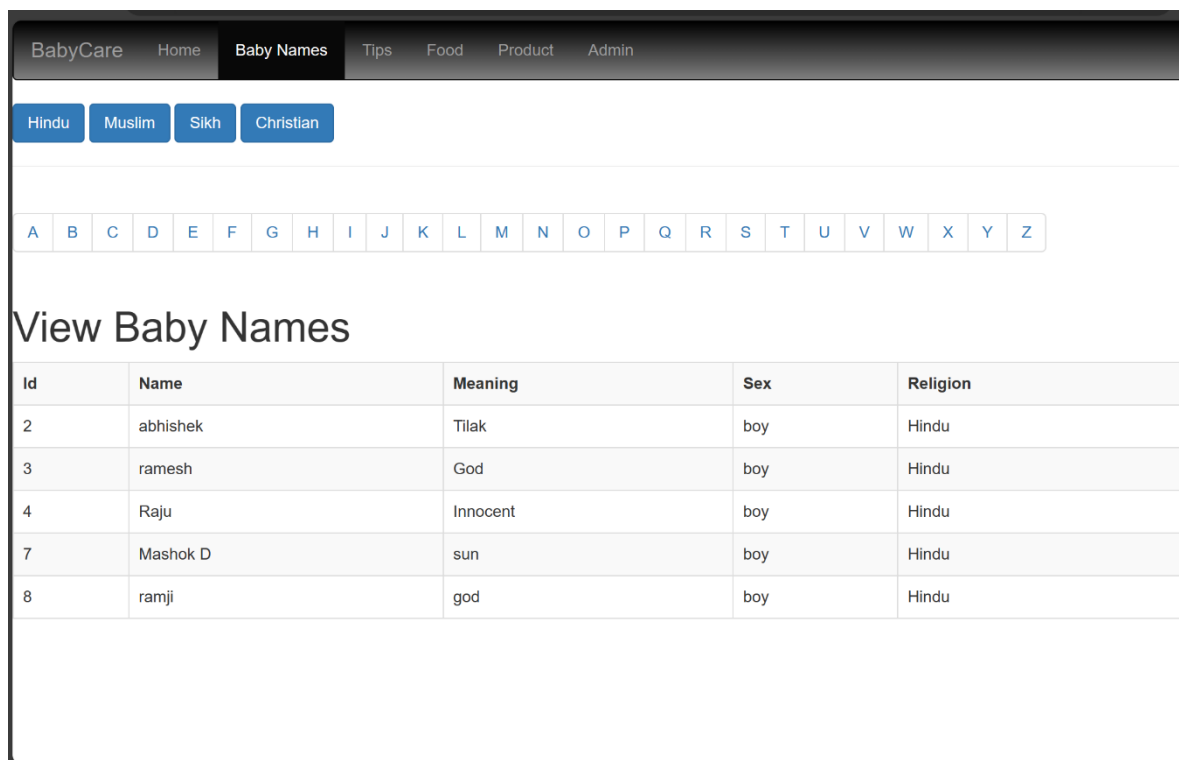 BabyCare Home Baby Names Tips Food Product Admin
Hindu Muslim Sikh Christian
A B C D E F G H I J K L M N O P Q R S T U V W X Y Z
View Baby Names
Id Name Meaning Sex Religion
2 abhishek Tilak boy Hindu
3 ramesh God boy Hindu
4 Raju Innocent boy Hindu
7 Mashok D sun boy Hindu
8 ramji god boy Hindu